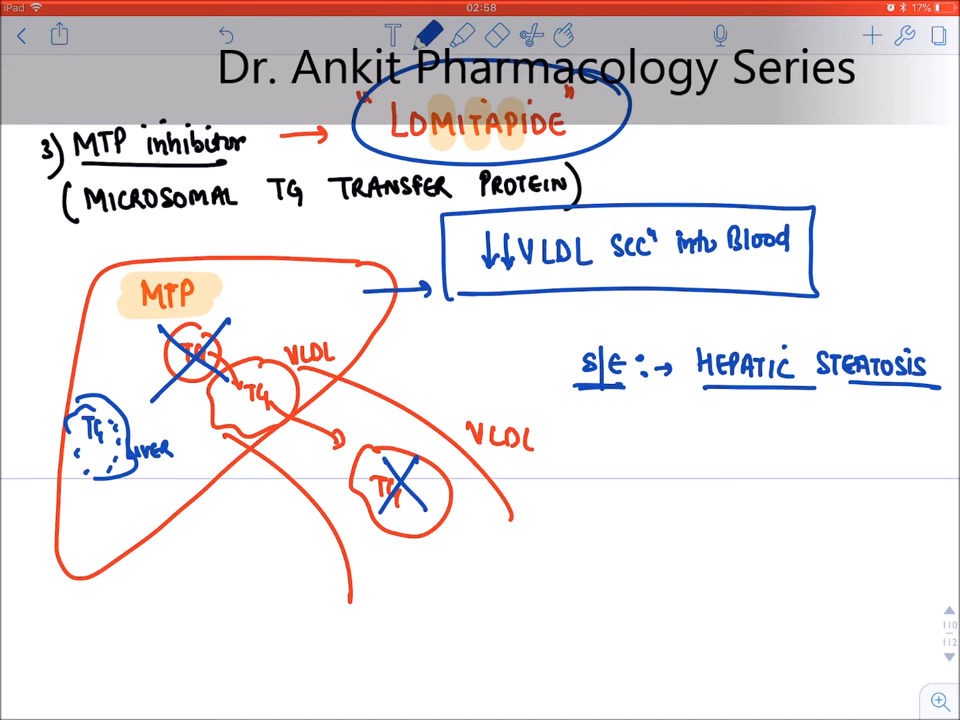 iPad 02:58 17%
T
Dr. Ankit Pharmacology Series
3) MTP inhibitor → "LOMITAPIDE"
(MICROSOMAL TG TRANSFER PROTEIN)
↓↓VLDL SCCⁿ into Blood
MTP
TG
VLDL
TG
S/E :→ HEPATIC STEATOSIS
TG
LIVER
VLDL
TG
110
112